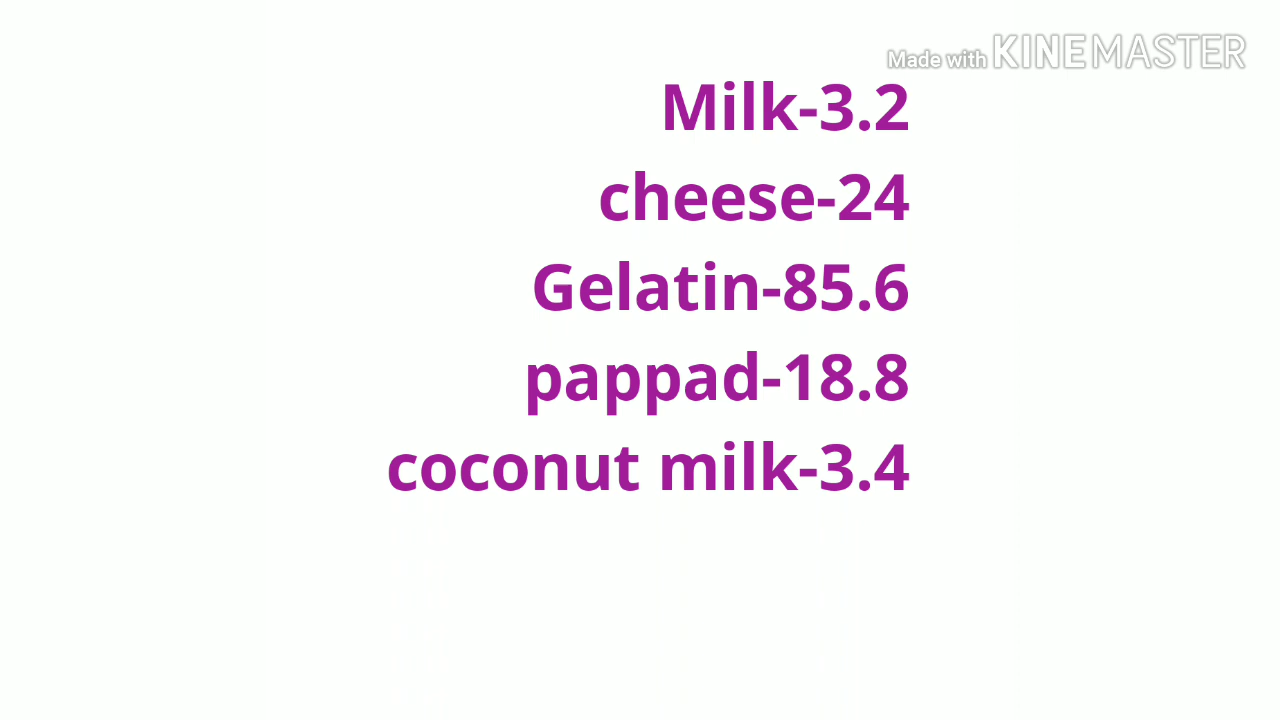 Made with KINEMASTER
Milk-3.2
cheese-24
Gelatin-85.6
pappad-18.8
coconut milk-3.4